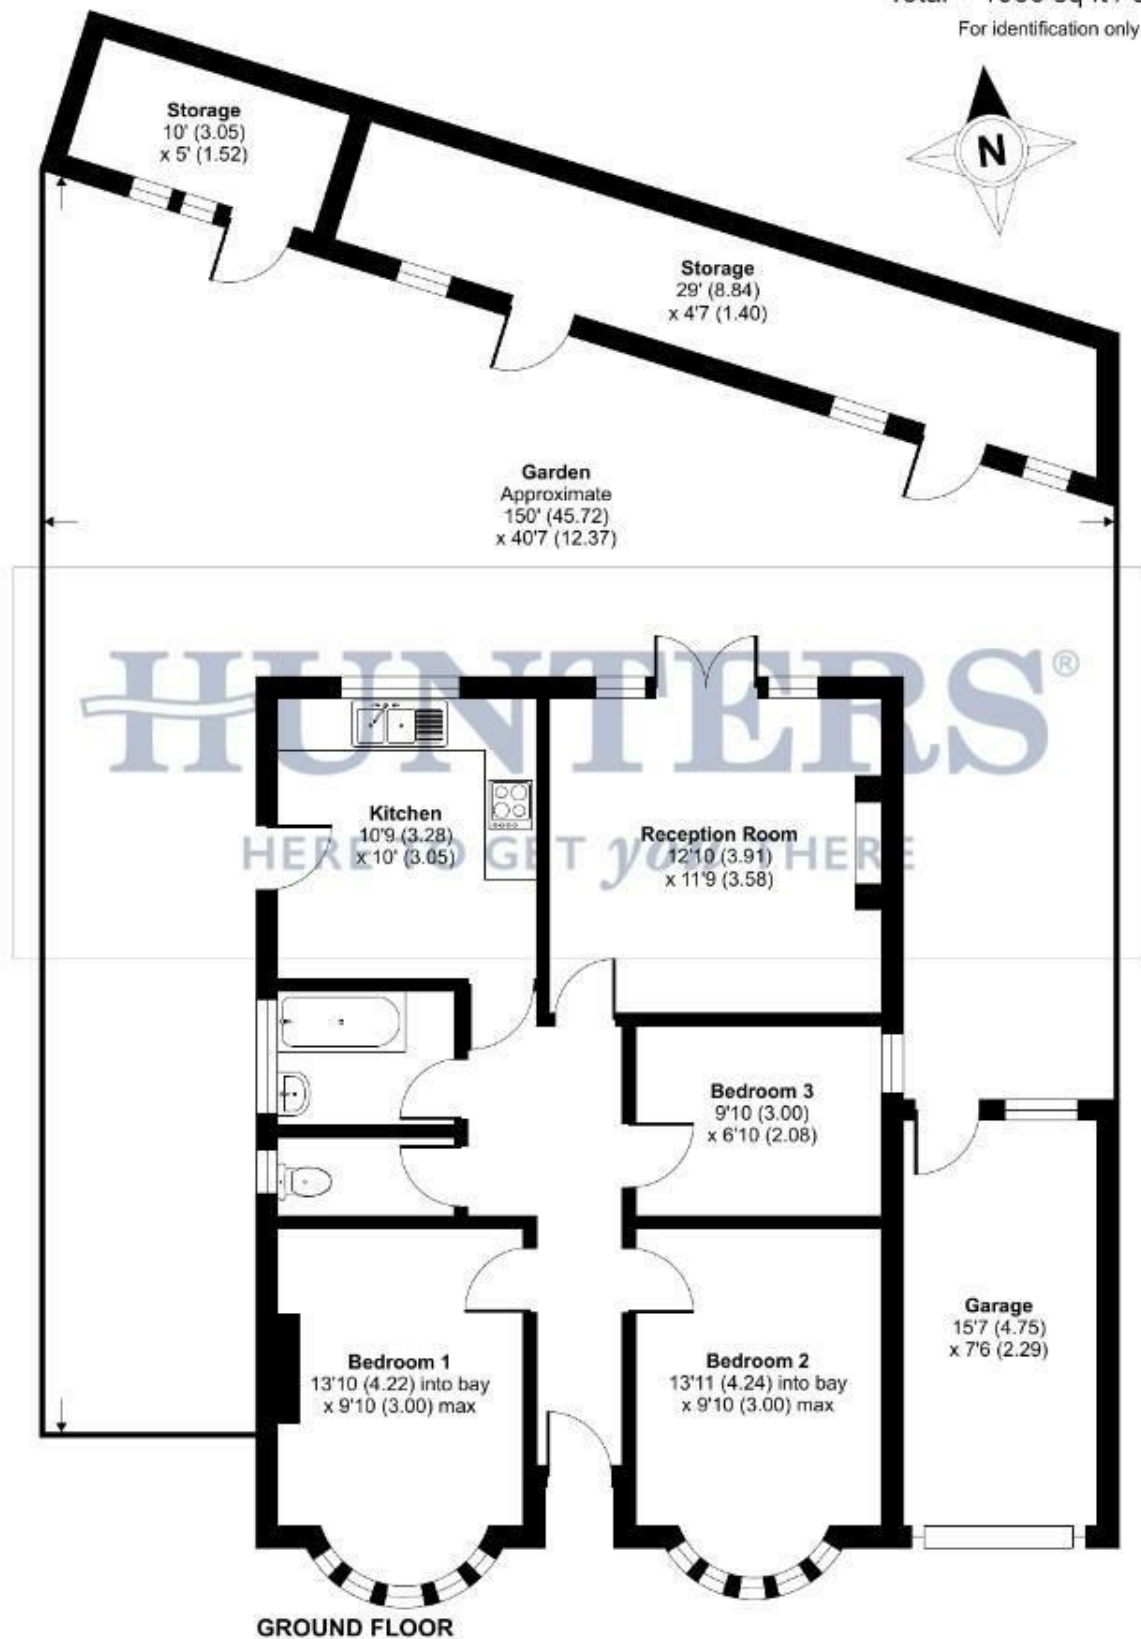 For identification only
N
Storage
10' (3.05)
x 5' (1.52)
Storage
29' (8.84)
x 4'7 (1.40)
Garden
Approximate
150' (45.72)
x 40'7 (12.37)
HUNTERS®
HERE TO GET you THERE
Kitchen
10'9 (3.28)
x 10' (3.05)
Reception Room
12'10 (3.91)
x 11'9 (3.58)
Bedroom 3
9'10 (3.00)
x 6'10 (2.08)
Garage
15'7 (4.75)
x 7'6 (2.29)
Bedroom 1
13'10 (4.22) into bay
x 9'10 (3.00) max
Bedroom 2
13'11 (4.24) into bay
x 9'10 (3.00) max
GROUND FLOOR